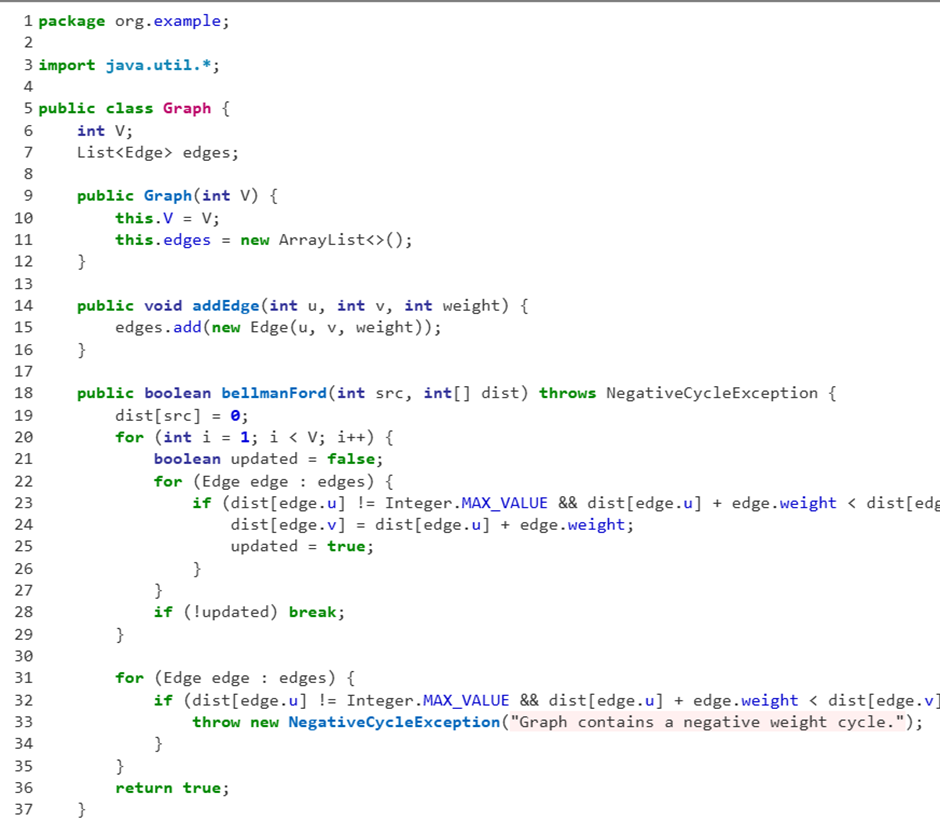 1 package org.example;
2
3 import java.util.*;
4
5 public class Graph {
6     int V;
7     List<Edge> edges;
8
9     public Graph(int V) {
10         this.V = V;
11         this.edges = new ArrayList<>();
12     }
13
14     public void addEdge(int u, int v, int weight) {
15         edges.add(new Edge(u, v, weight));
16     }
17
18     public boolean bellmanFord(int src, int[] dist) throws NegativeCycleException {
19         dist[src] = 0;
20         for (int i = 1; i < V; i++) {
21             boolean updated = false;
22             for (Edge edge : edges) {
23                 if (dist[edge.u] != Integer.MAX_VALUE && dist[edge.u] + edge.weight < dist[edg
24                     dist[edge.v] = dist[edge.u] + edge.weight;
25                     updated = true;
26                 }
27             }
28             if (!updated) break;
29         }
30
31         for (Edge edge : edges) {
32             if (dist[edge.u] != Integer.MAX_VALUE && dist[edge.u] + edge.weight < dist[edge.v]
33                 throw new NegativeCycleException("Graph contains a negative weight cycle.");
34             }
35         }
36         return true;
37     }